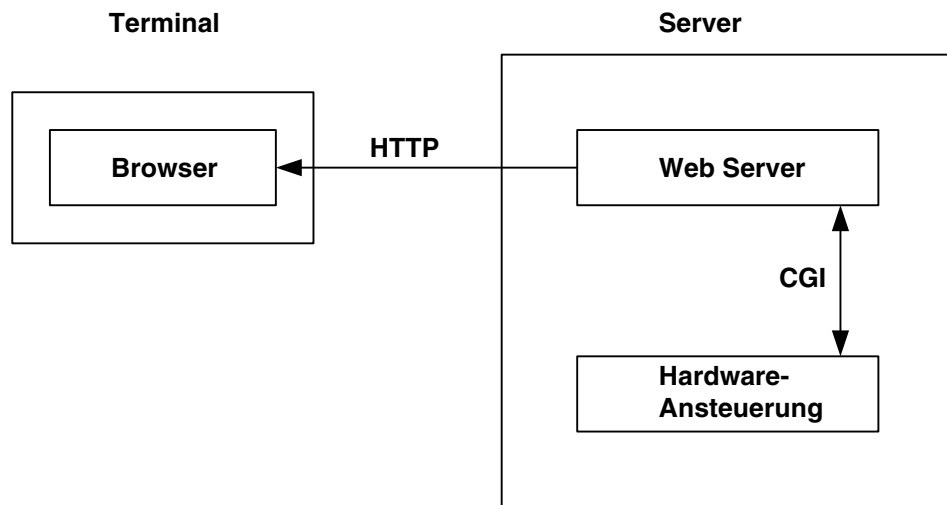 Terminal
Server
Browser
HTTP
Web Server
CGI
Hardware-
Ansteuerung